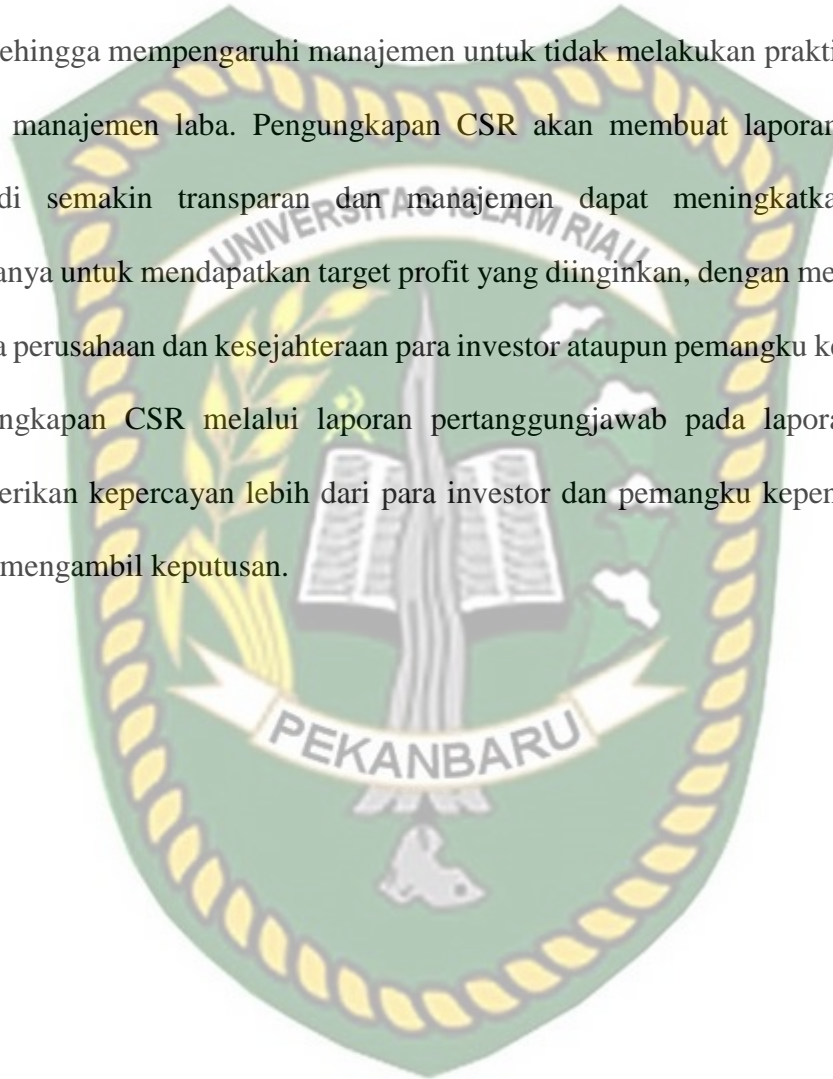 ehingga mempengaruhi manajemen untuk tidak melakukan prakti
manajemen laba. Pengungkapan CSR akan membuat laporan
di semakin transparan dan manajemen dapat meningkatka
UNIVERSITAS ISLAM RIAU
anya untuk mendapatkan target profit yang diinginkan, dengan me
a perusahaan dan kesejahteraan para investor ataupun pemangku ke
ngkapan CSR melalui laporan pertanggungjawab pada lapora
erikan kepercayan lebih dari para investor dan pemangku kepen
mengambil keputusan.
PEKANBARU